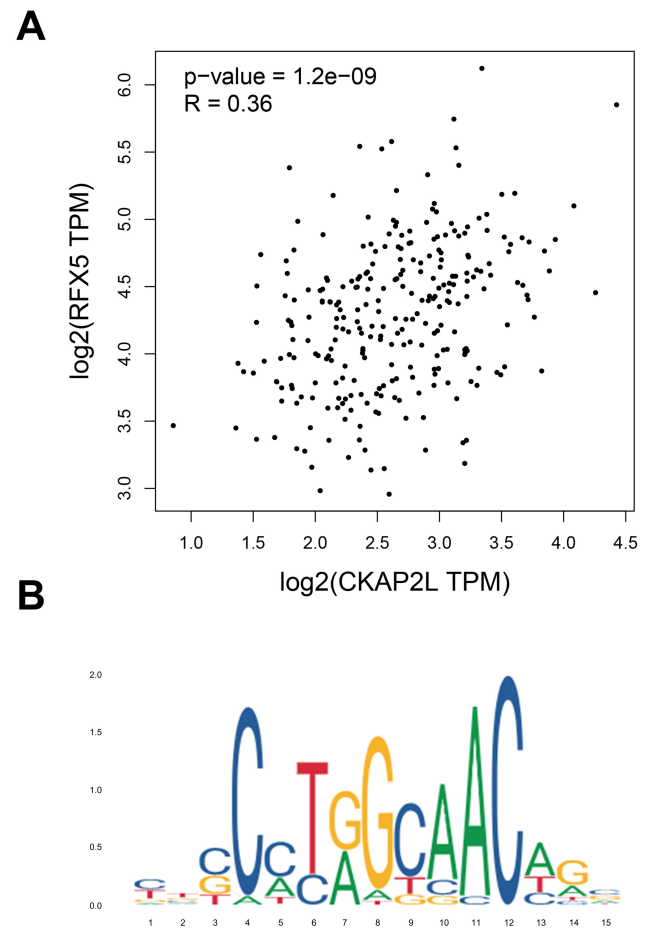 A
p-value = 1.2e-09
R = 0.36
6.0
5.5
5.0
4.5
4.0
3.5
3.0
log2(RFX5 TPM)
1.0 1.5 2.0 2.5 3.0 3.5 4.0 4.5
log2(CKAP2L TPM)
B
2.0
1.5
1.0
0.5
0.0
C C C C T G G C A A C A G
1 2 3 4 5 6 7 8 9 10 11 12 13 14 15